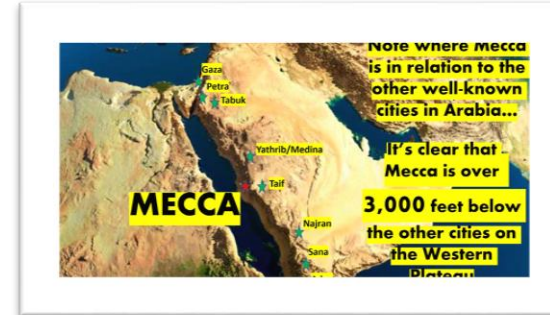 Note where Mecca
is in relation to the
other well-known
cities in Arabia...
It's clear that
Mecca is over
3,000 feet below
the other cities on
the Western
Plateau
Gaza
Petra
Tabuk
Yathrib/Medina
Taif
MECCA
Najran
Sana